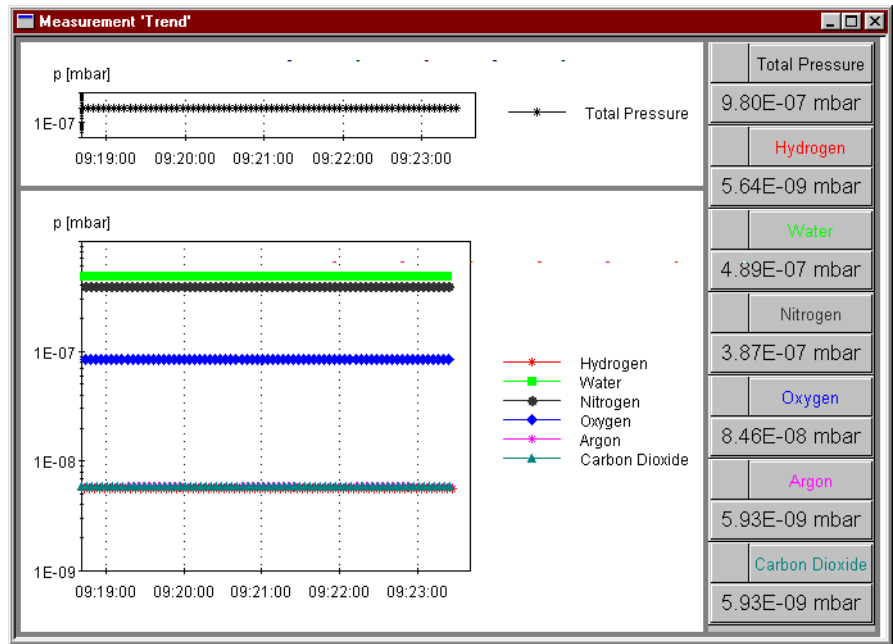 Measurement 'Trend'
p [mbar]
1E-07
09:19:00 09:20:00 09:21:00 09:22:00 09:23:00
Total Pressure
p [mbar]
1E-07
1E-08
1E-09
09:19:00 09:20:00 09:21:00 09:22:00 09:23:00
Hydrogen
Water
Nitrogen
Oxygen
Argon
Carbon Dioxide
Total Pressure
9.80E-07 mbar
Hydrogen
5.64E-09 mbar
Water
4.89E-07 mbar
Nitrogen
3.87E-07 mbar
Oxygen
8.46E-08 mbar
Argon
5.93E-09 mbar
Carbon Dioxide
5.93E-09 mbar